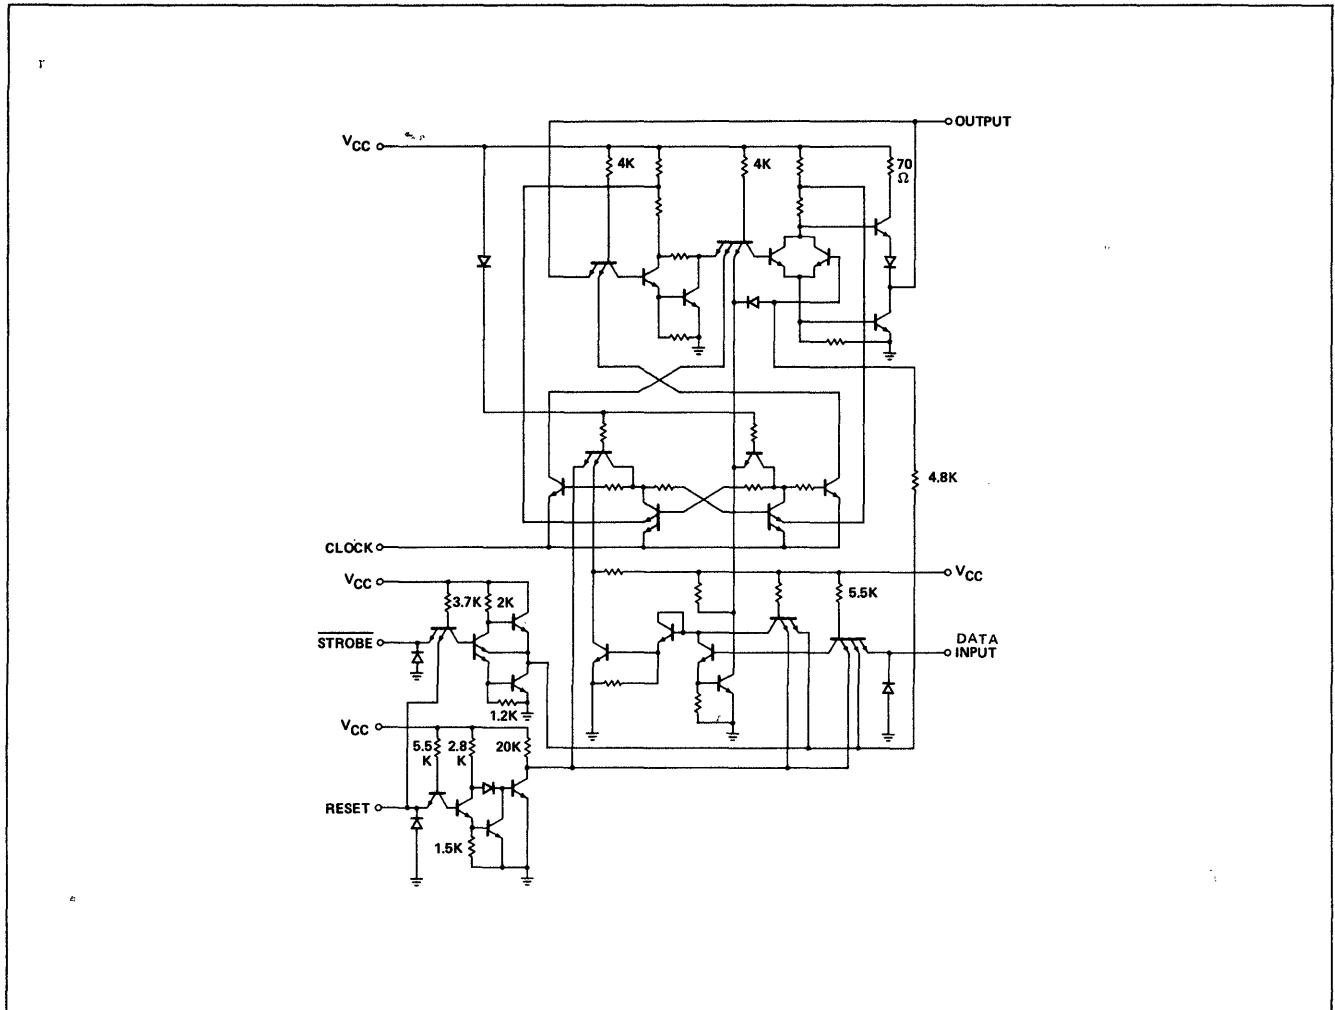 r
OUTPUT
VCC
4K
4K
70
Ω
4.8K
CLOCK
VCC
VCC
3.7K
2K
5.5K
STROBE
DATA
INPUT
1.2K
VCC
5.5
K
2.8
K
20K
RESET
1.5K